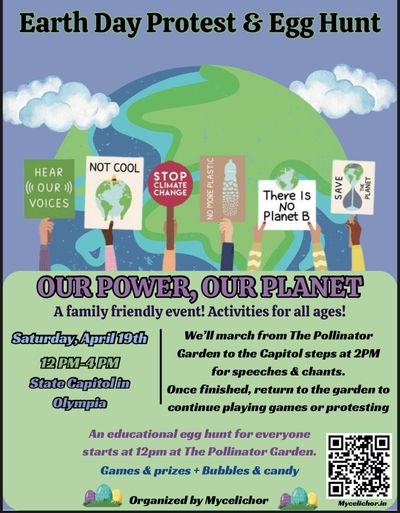 Earth Day Protest & Egg Hunt
HEAR
OUR
VOICES
NOT COOL
STOP
CLIMATE
CHANGE
NO MORE PLASTIC
There Is
No
Planet B
SAVE
THE
PLANET
OUR POWER, OUR PLANET
A family friendly event! Activities for all ages!
Saturday, April 19th
12 PM-4 PM
State Capitol in
Olympia
We'll march from The Pollinator
Garden to the Capitol steps at 2PM
for speeches & chants.
Once finished, return to the garden to
continue playing games or protesting
An educational egg hunt for everyone
starts at 12pm at The Pollinator Garden.
Games & prizes + Bubbles & candy
Organized by Mycelichor
Mycelichor.in